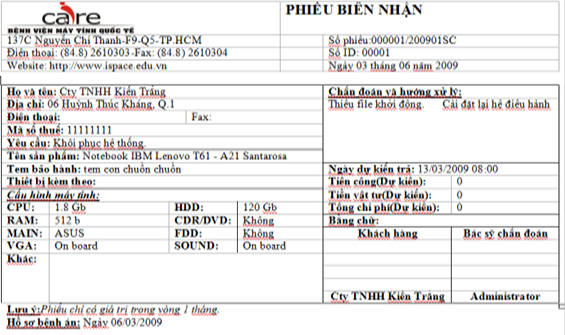 care
BỆNH VIỆN MÁY TÍNH QUỐC TẾ
PHIẾU BIÊN NHẬN
137C Nguyễn Chí Thanh-F9-Q5-TP.HCM
Số phiếu:000001/200901SC
Điện thoại: (84.8) 2610303 -Fax: (84.8) 2610304
Số ID: 00001
Website: http://www.ispace.edu.vn
Ngày 03 tháng 06 năm 2009
Họ và tên: Cty TNHH Kiến Trắng
Chẩn đoán và hướng xử lý:
Địa chỉ: 06 Huỳnh Thúc Kháng, Q.1
Thiếu file khởi động. Cài đặt lại hệ điều hành
Điện thoại: Fax:
Mã số thuế: 11111111
Yêu cầu: Khôi phục hệ thống.
Tên sản phẩm: Notebook IBM Lenovo T61 - A21 Santarosa
Tem bảo hành: tem con chuồn chuồn
Ngày dự kiến trả: 13/03/2009 08:00
Thiết bị kèm theo:
Tiền công(Dự kiến): 0
Cấu hình máy tính:
Tiền vật tư(Dự kiến): 0
CPU: 1.8 Gb HDD: 120 Gb
Tổng chi phí(Dự kiến): 0
RAM: 512 b CDR/DVD: Không
Bằng chữ:
MAIN: ASUS FDD: Không
Khách hàng Bác sỹ chẩn đoán
VGA: On board SOUND: On board
Khác:
Cty TNHH Kiến Trắng Administrator
Lưu ý:Phiếu chỉ có giá trị trong vòng 1 tháng.
Hồ sơ bệnh án: Ngày 06/03/2009